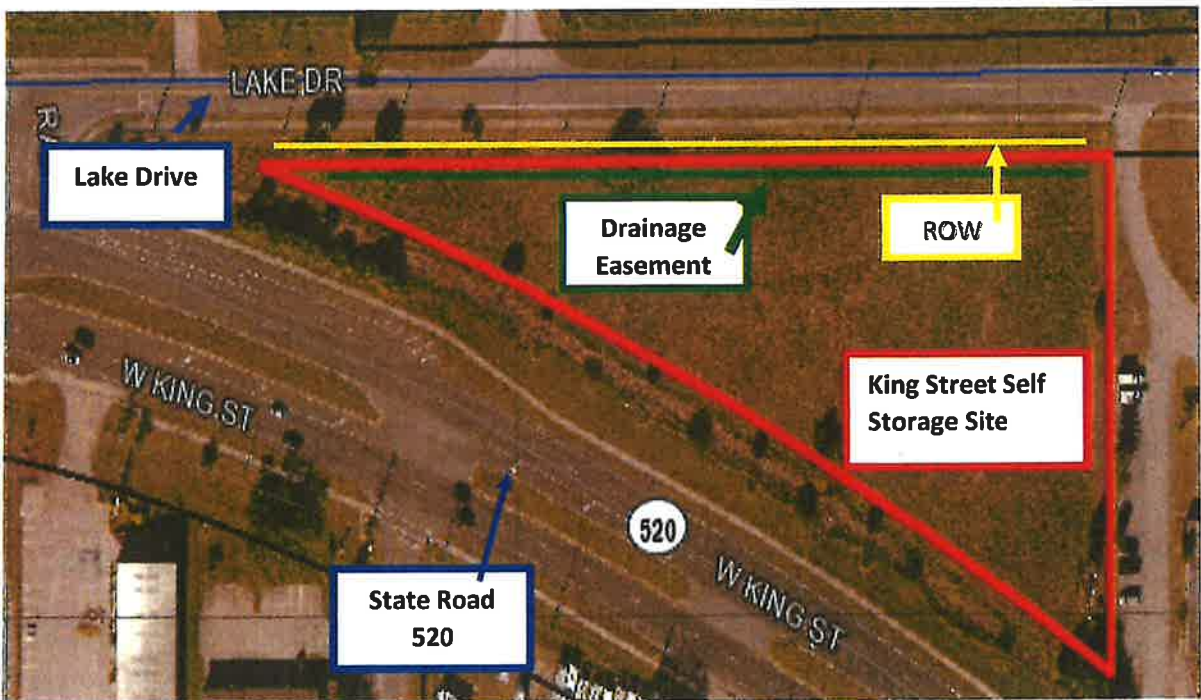 LAKE DR
Lake Drive
Drainage
Easement
ROW
King Street Self
Storage Site
W KING ST
520
W KING ST
State Road
520